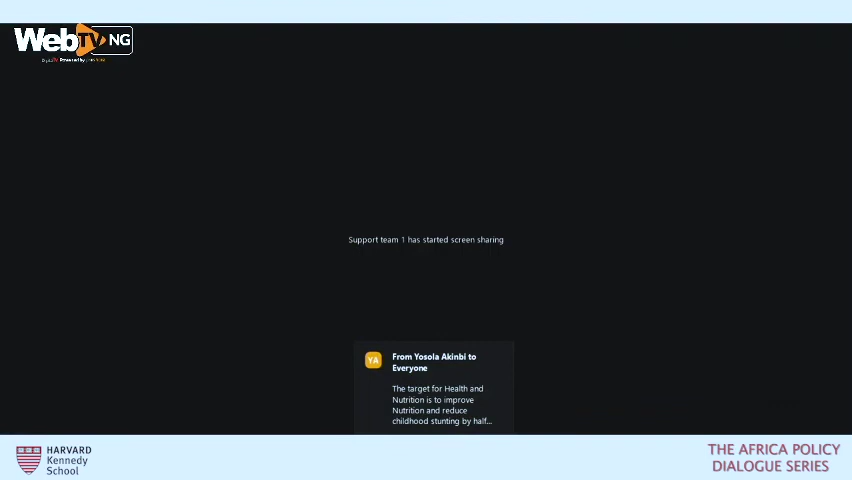 WebTV NG
Powered by
Support team 1 has started screen sharing
YA
From Yosola Akinbi to
Everyone
The target for Health and
Nutrition is to improve
Nutrition and reduce
childhood stunting by half...
HARVARD
Kennedy
School
THE AFRICA POLICY
DIALOGUE SERIES